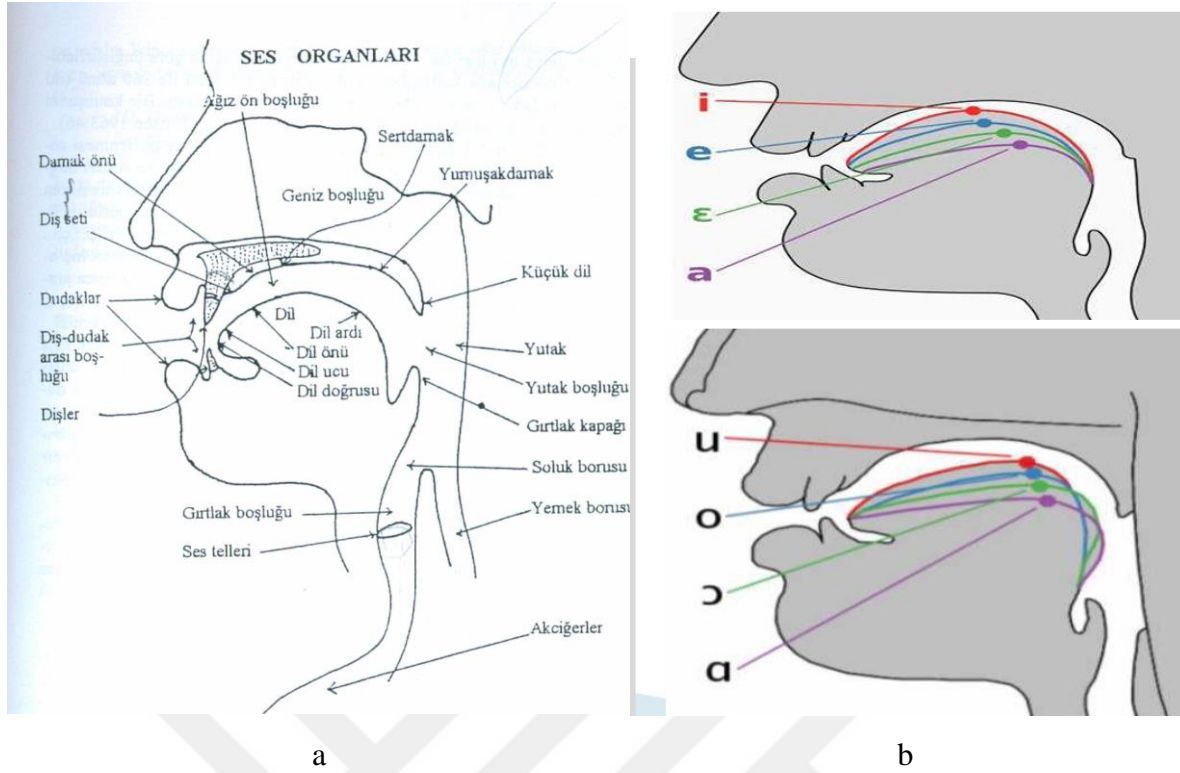 SES ORGANLARI
Ağız ön boşluğu
Sertdamak
Damak önü
Yumuşakdamak
Geniz boşluğu
Diş seti
Küçük dil
Dudaklar
Dil
Dil ardı
Diş-dudak
arası boş-
luğu
Dil önü
Yutak
Dil ucu
Dil doğrusu
Yutak boşluğu
Dişler
Gırtlak kapağı
Soluk borusu
Gırtlak boşluğu
Yemek borusu
Ses telleri
Akciğerler
a
i
e
ɛ
a
u
o
ɔ
ɑ
b